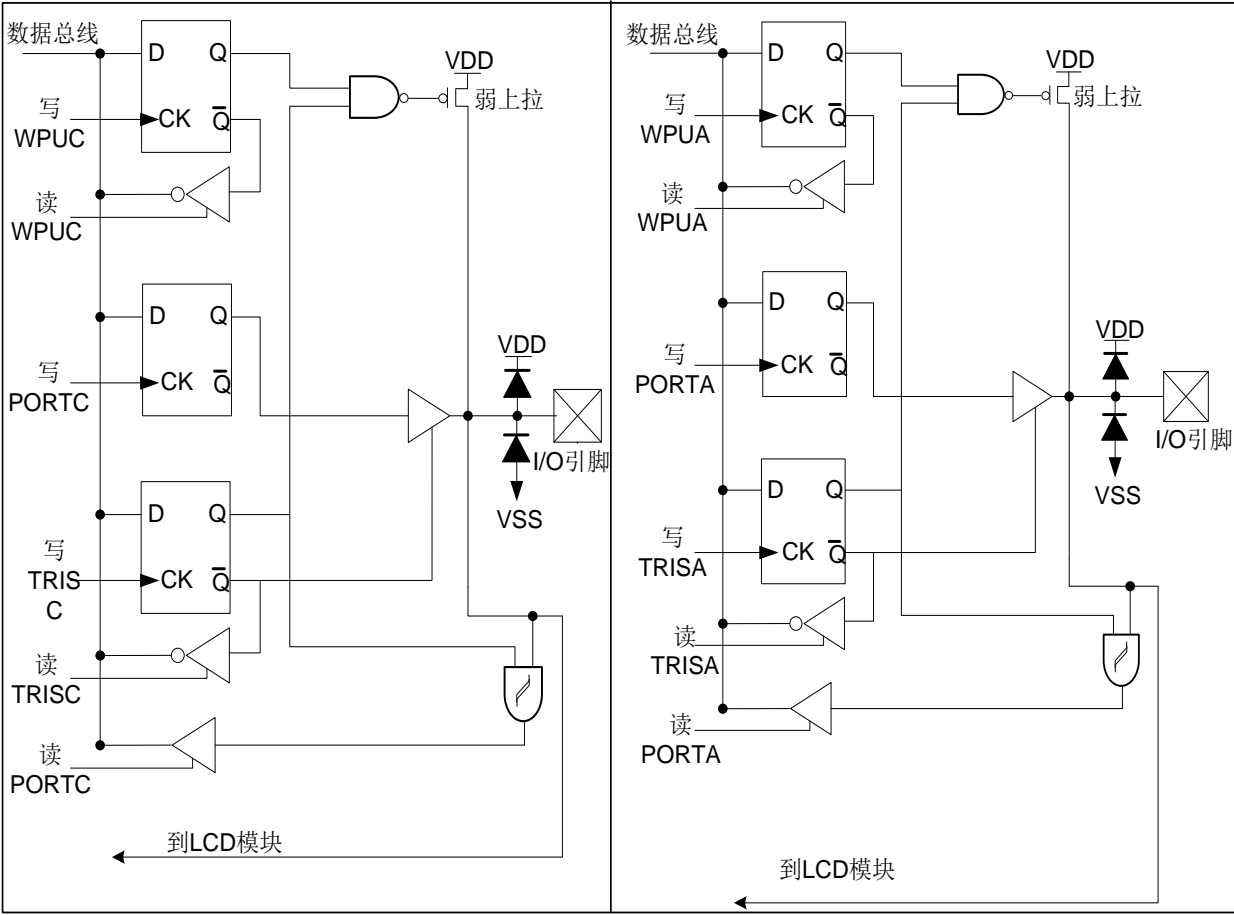 数据总线
D Q
VDD
弱上拉
写
WPUC
CK Q
读
WPUC
D Q
写
PORTC
CK Q
VDD
I/O引脚
VSS
D Q
写
TRIS
C
CK Q
读
TRISC
读
PORTC
到LCD模块
数据总线
D Q
VDD
弱上拉
写
WPUA
CK Q
读
WPUA
D Q
写
PORTA
CK Q
VDD
I/O引脚
VSS
D Q
写
TRISA
CK Q
读
TRISA
读
PORTA
到LCD模块